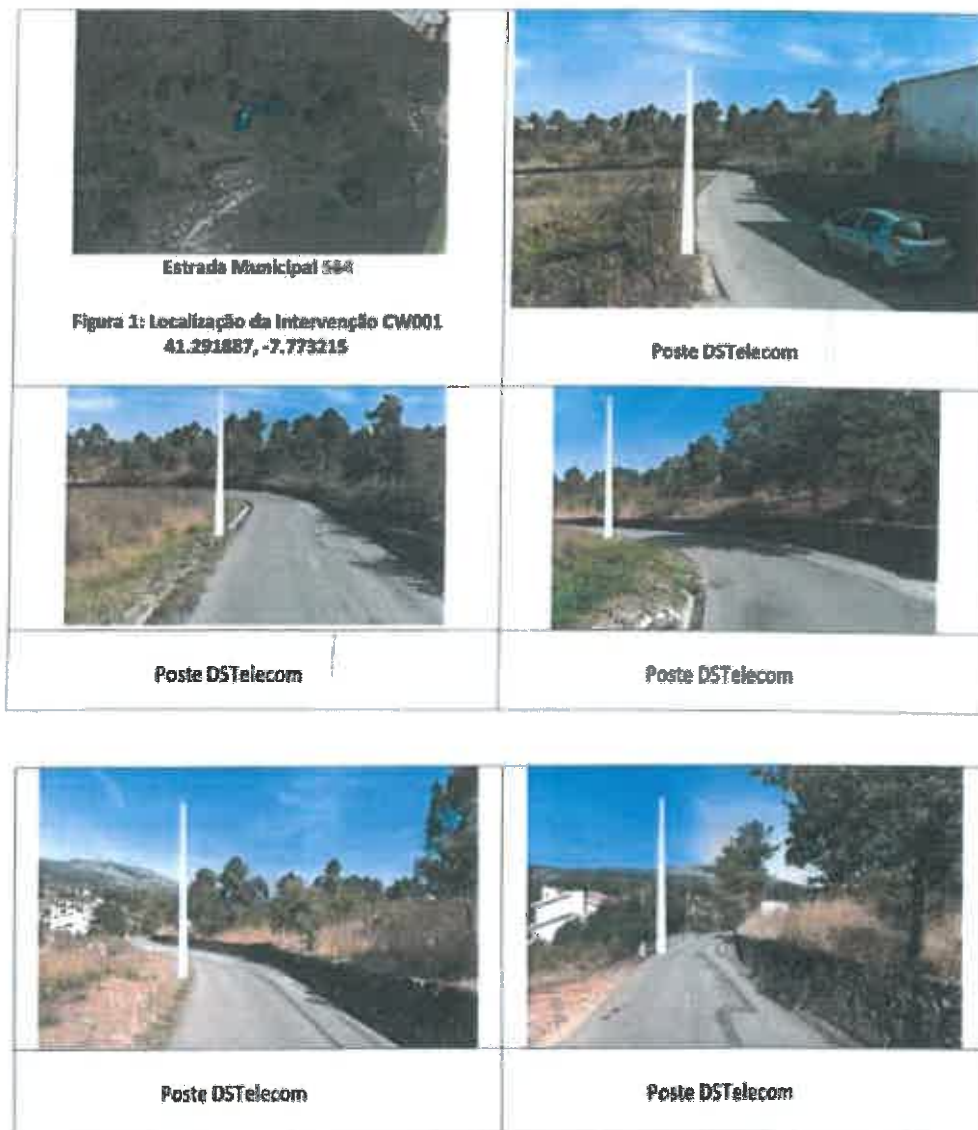 Estrada Municipal 564
Figura 1: Localização da Intervenção CW001
41.291887, -7.773215
Poste DSTelecom
Poste DSTelecom
Poste DSTelecom
Poste DSTelecom
Poste DSTelecom